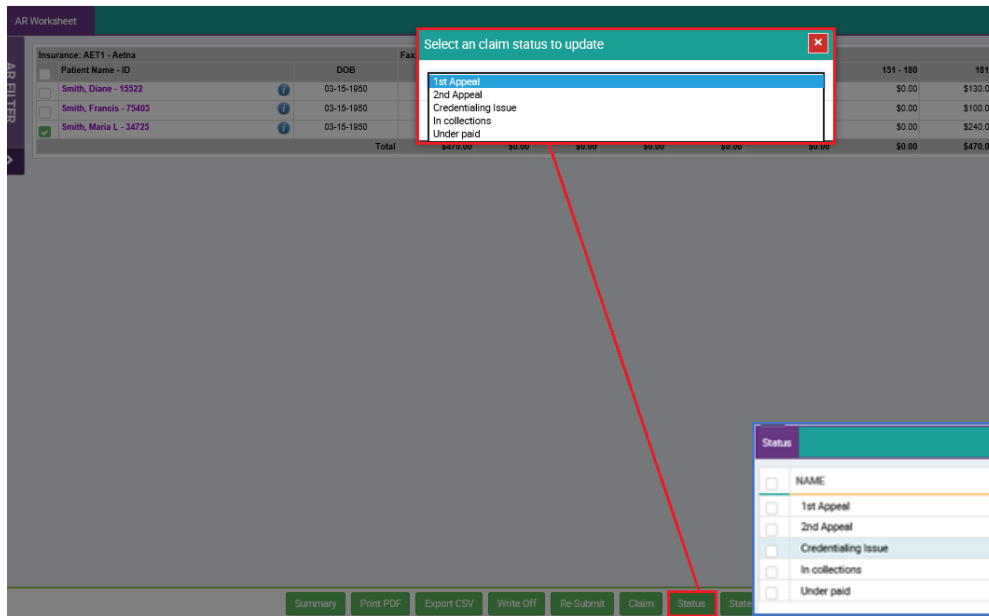 AR Worksheet
Select an claim status to update
Insurance: AET1 - Aetna Fax
AR FILTER
Patient Name - ID DOB 151 - 180 181
1st Appeal
2nd Appeal
Credentialing Issue
In collections
Under paid
Smith, Diane - 15522 03-15-1950 $0.00 $130.0
Smith, Francis - 75403 03-15-1950 $0.00 $100.0
Smith, Maria L - 34725 03-15-1950 $0.00 $240.0
Total $470.00 $0.00 $0.00 $0.00 $0.00 $0.00 $0.00 $470.0
Status
NAME
1st Appeal
2nd Appeal
Credentialing Issue
In collections
Under paid
Summary Print PDF Export CSV Write Off Re-Submit Claim Status State